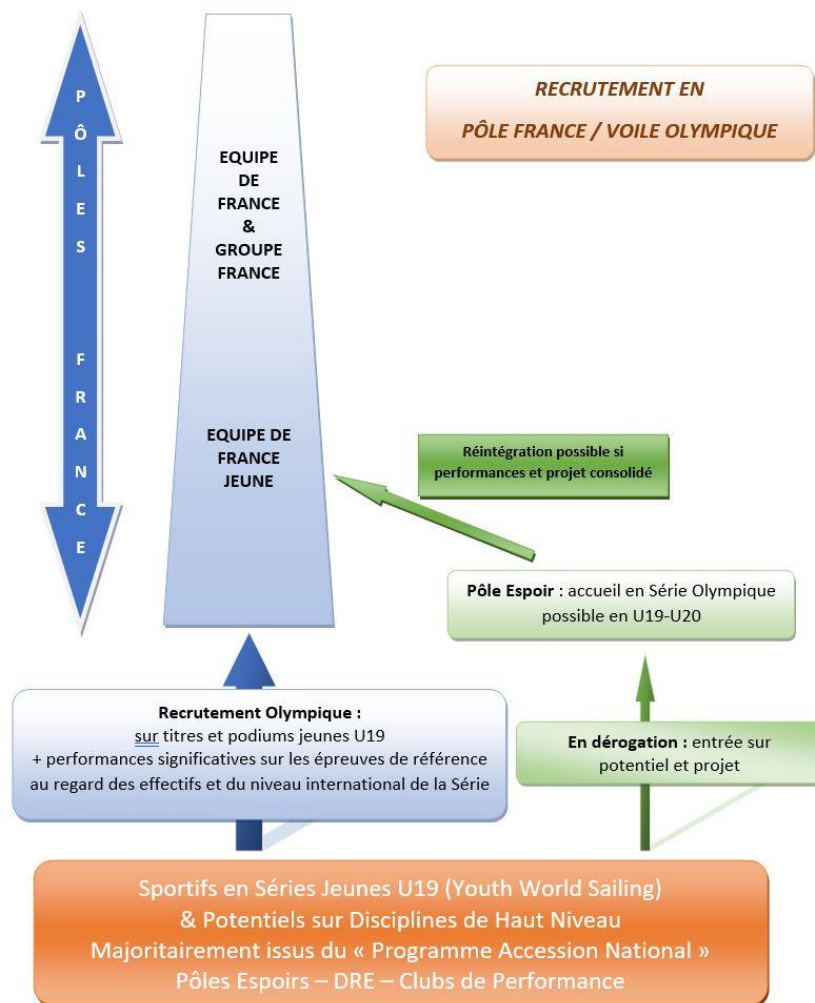 RECRUTEMENT EN
PÔLE FRANCE / VOILE OLYMPIQUE
PÔLES FRANCE
EQUIPE
DE
FRANCE
&
GROUPE
FRANCE
EQUIPE DE
FRANCE
JEUNE
Réintégration possible si
performances et projet consolidé
Pôle Espoir : accueil en Série Olympique
possible en U19-U20
Recrutement Olympique :
sur titres et podiums jeunes U19
+ performances significatives sur les épreuves de référence
au regard des effectifs et du niveau international de la Série
En dérogation : entrée sur
potentiel et projet
Sportifs en Séries Jeunes U19 (Youth World Sailing)
& Potentiels sur Disciplines de Haut Niveau
Majoritairement issus du « Programme Accession National »
Pôles Espoirs – DRE – Clubs de Performance